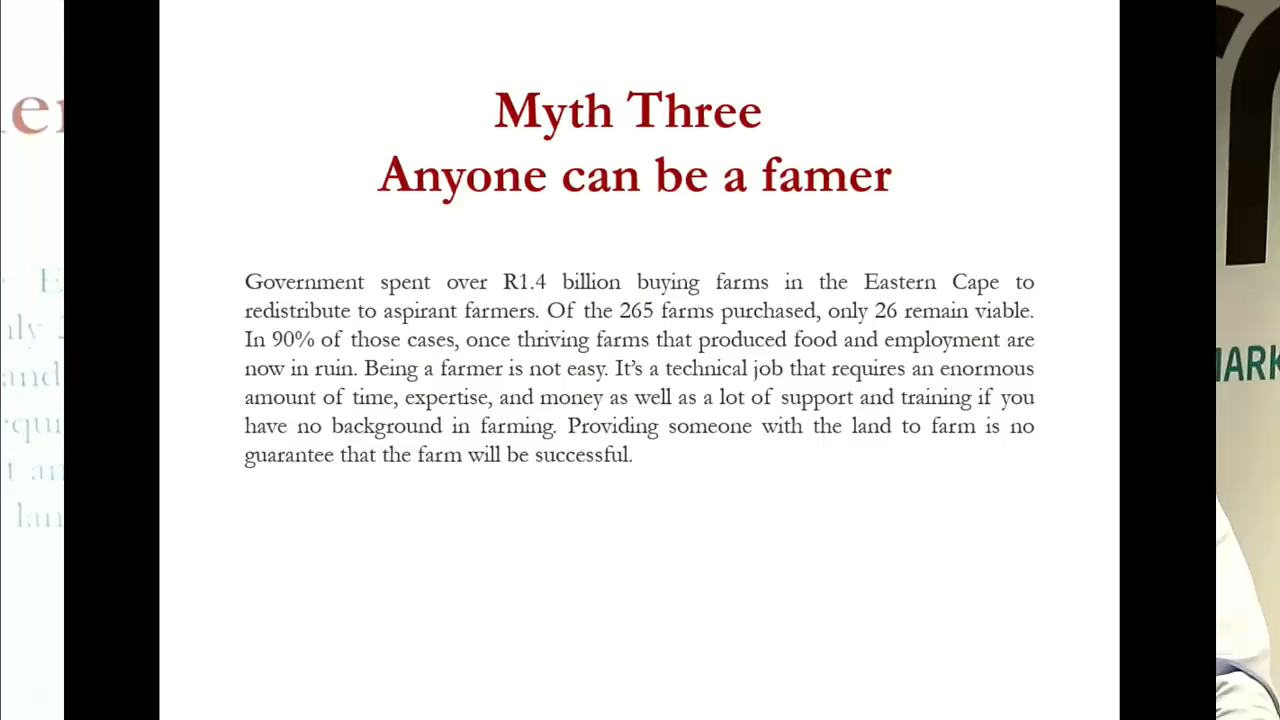 Myth Three
Anyone can be a famer
Government spent over R1.4 billion buying farms in the Eastern Cape to
redistribute to aspirant farmers. Of the 265 farms purchased, only 26 remain viable.
In 90% of those cases, once thriving farms that produced food and employment are
now in ruin. Being a farmer is not easy. It's a technical job that requires an enormous
amount of time, expertise, and money as well as a lot of support and training if you
have no background in farming. Providing someone with the land to farm is no
guarantee that the farm will be successful.